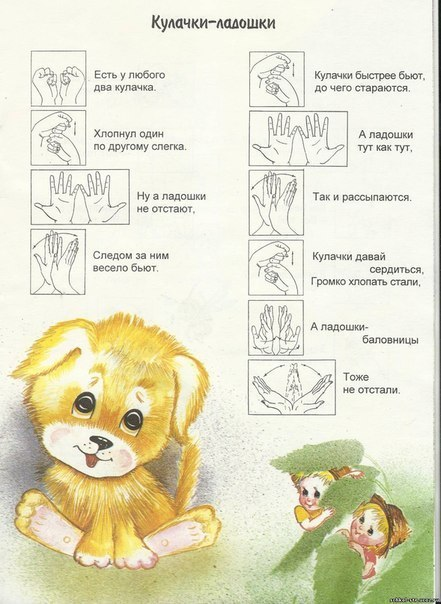 Кулачки-ладошки
Есть у любого
два кулачка.
Хлопнул один
по другому слегка.
Ну а ладошки
не отстают,
Следом за ним
весело бьют.
Кулачки быстрее бьют,
до чего стараются.
А ладошки
тут как тут,
Так и рассыпаются.
Кулачки давай
сердиться,
Громко хлопать стали,
А ладошки-
баловницы
Тоже
не отстали.